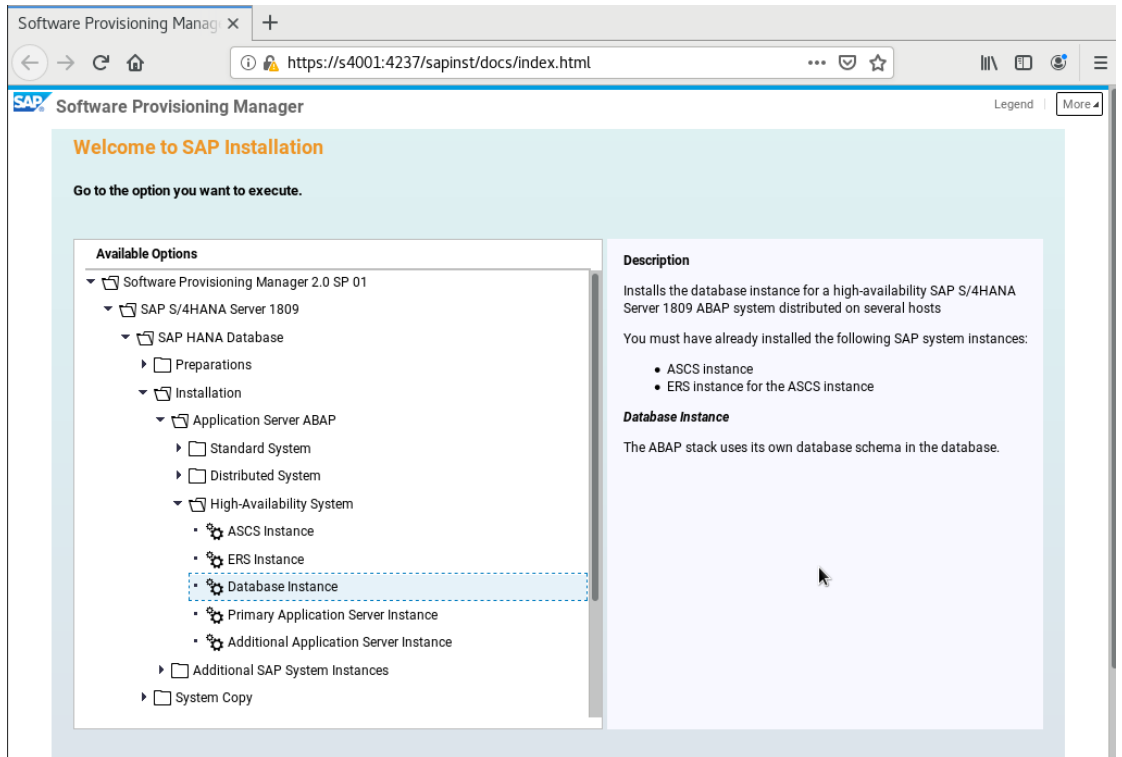 Software Provisioning Manag
https://s4001:4237/sapinst/docs/index.html
SAP Software Provisioning Manager
Legend
More
Welcome to SAP Installation
Go to the option you want to execute.
Available Options
Software Provisioning Manager 2.0 SP 01
SAP S/4HANA Server 1809
SAP HANA Database
Preparations
Installation
Application Server ABAP
Standard System
Distributed System
High-Availability System
ASCS Instance
ERS Instance
Database Instance
Primary Application Server Instance
Additional Application Server Instance
Additional SAP System Instances
System Copy
Description
Installs the database instance for a high-availability SAP S/4HANA
Server 1809 ABAP system distributed on several hosts
You must have already installed the following SAP system instances:
• ASCS instance
• ERS instance for the ASCS instance
Database Instance
The ABAP stack uses its own database schema in the database.